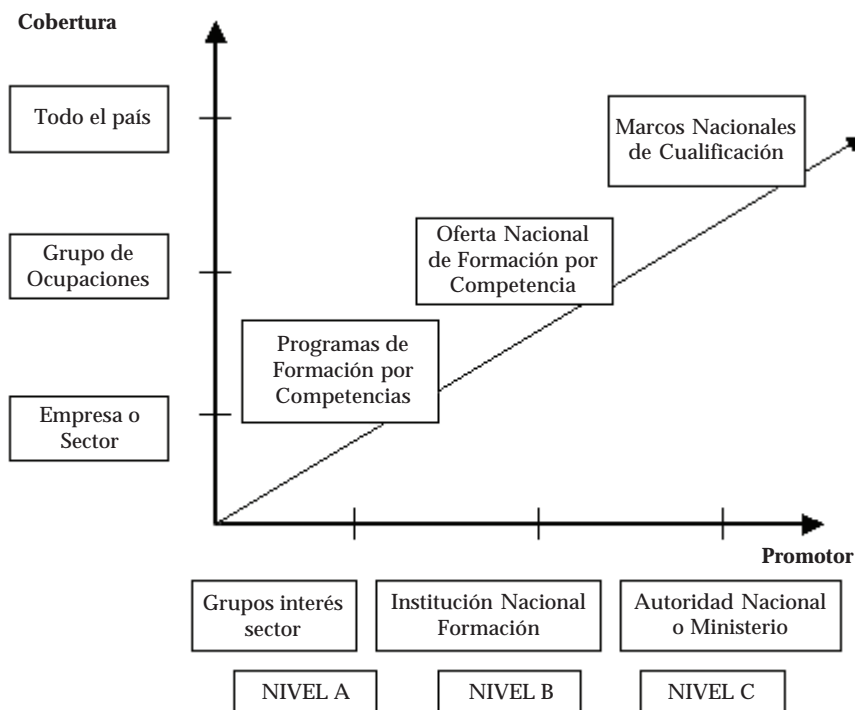 Cobertura
Todo el país
Marcos Nacionales
de Cualificación
Grupo de
Ocupaciones
Oferta Nacional
de Formación por
Competencia
Programas de
Formación por
Competencias
Empresa o
Sector
Promotor
Grupos interés
sector
Institución Nacional
Formación
Autoridad Nacional
o Ministerio
NIVEL A
NIVEL B
NIVEL C